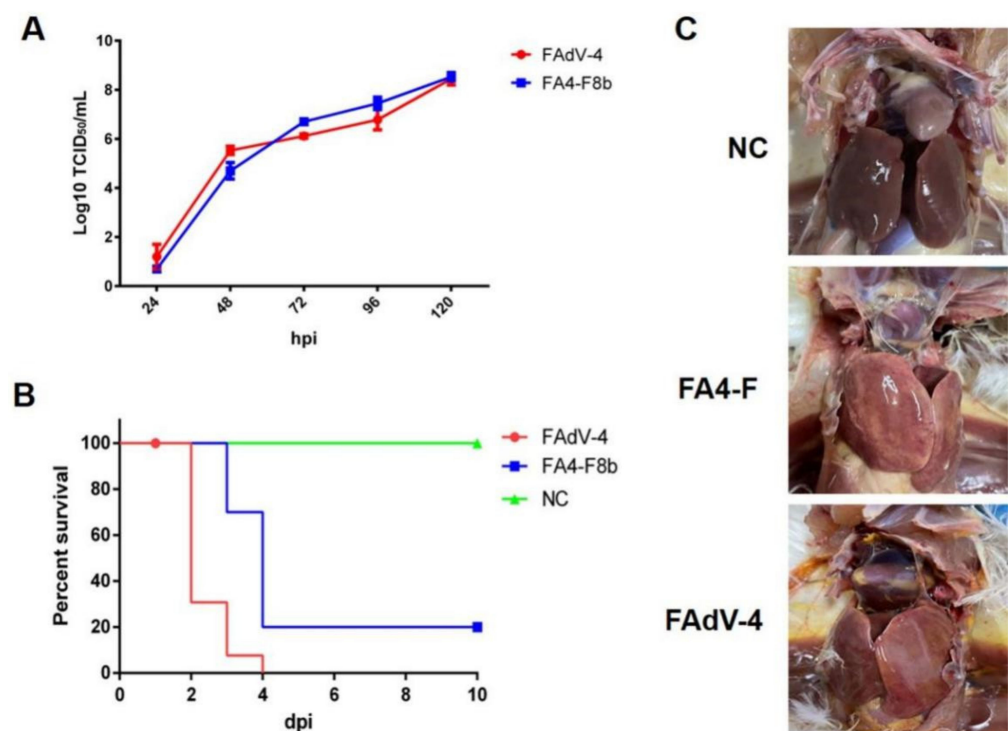 A
Log10 TCID₅₀/mL
10
8
6
4
2
0
24
48
72
96
120
hpi
FAdV-4
FA4-F8b
B
Percent survival
100
80
60
40
20
0
0
2
4
6
8
10
dpi
FAdV-4
FA4-F8b
NC
C
NC
FA4-F
FAdV-4